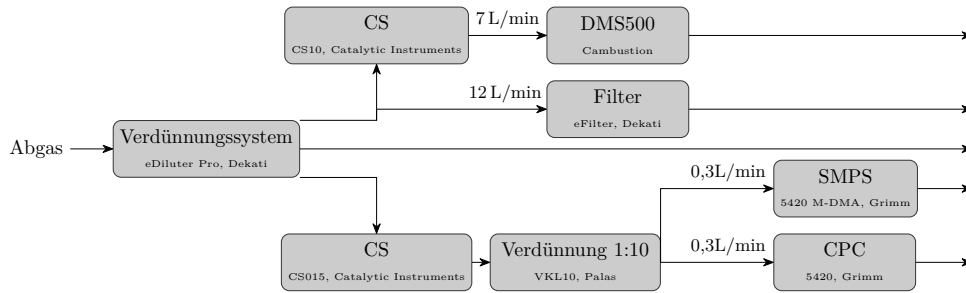 CS
CS10, Catalytic Instruments
7 L/min
DMS500
Cambustion
12 L/min
Filter
eFilter, Dekati
Abgas
Verdünnungssystem
eDiluter Pro, Dekati
0,3L/min
SMPS
5420 M-DMA, Grimm
CS
CS015, Catalytic Instruments
Verdünnung 1:10
VKL10, Palas
0,3L/min
CPC
5420, Grimm